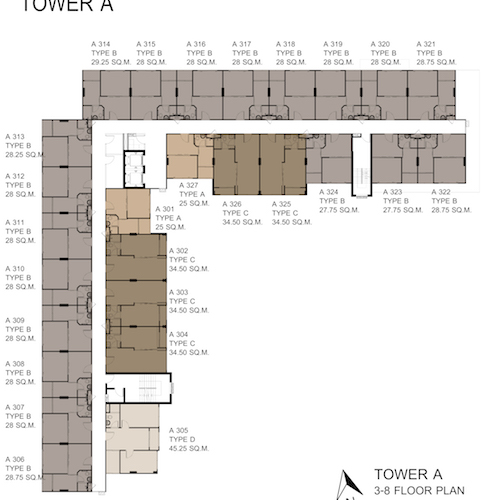 TOWER A
A 314
TYPE B
29.25 SQ.M.
A 315
TYPE B
28 SQ.M.
A 316
TYPE B
28 SQ.M.
A 317
TYPE B
28 SQ.M.
A 318
TYPE B
28 SQ.M.
A 319
TYPE B
28 SQ.M.
A 320
TYPE B
28 SQ.M.
A 321
TYPE B
28.75 SQ.M.
A 313
TYPE B
28.25 SQ.M.
A 312
TYPE B
28 SQ.M.
A 311
TYPE B
28 SQ.M.
A 310
TYPE B
28 SQ.M.
A 309
TYPE B
28 SQ.M.
A 308
TYPE B
28 SQ.M.
A 307
TYPE B
28 SQ.M.
A 306
TYPE B
28.75 SQ.M.
A 327
TYPE A
25 SQ.M.
A 326
TYPE C
34.50 SQ.M.
A 325
TYPE C
34.50 SQ.M.
A 324
TYPE B
27.75 SQ.M.
A 323
TYPE B
27.75 SQ.M.
A 322
TYPE B
28.75 SQ.M.
A 301
TYPE A
25 SQ.M.
A 302
TYPE C
34.50 SQ.M.
A 303
TYPE C
34.50 SQ.M.
A 304
TYPE C
34.50 SQ.M.
A 305
TYPE D
45.25 SQ.M.
TOWER A
3-8 FLOOR PLAN